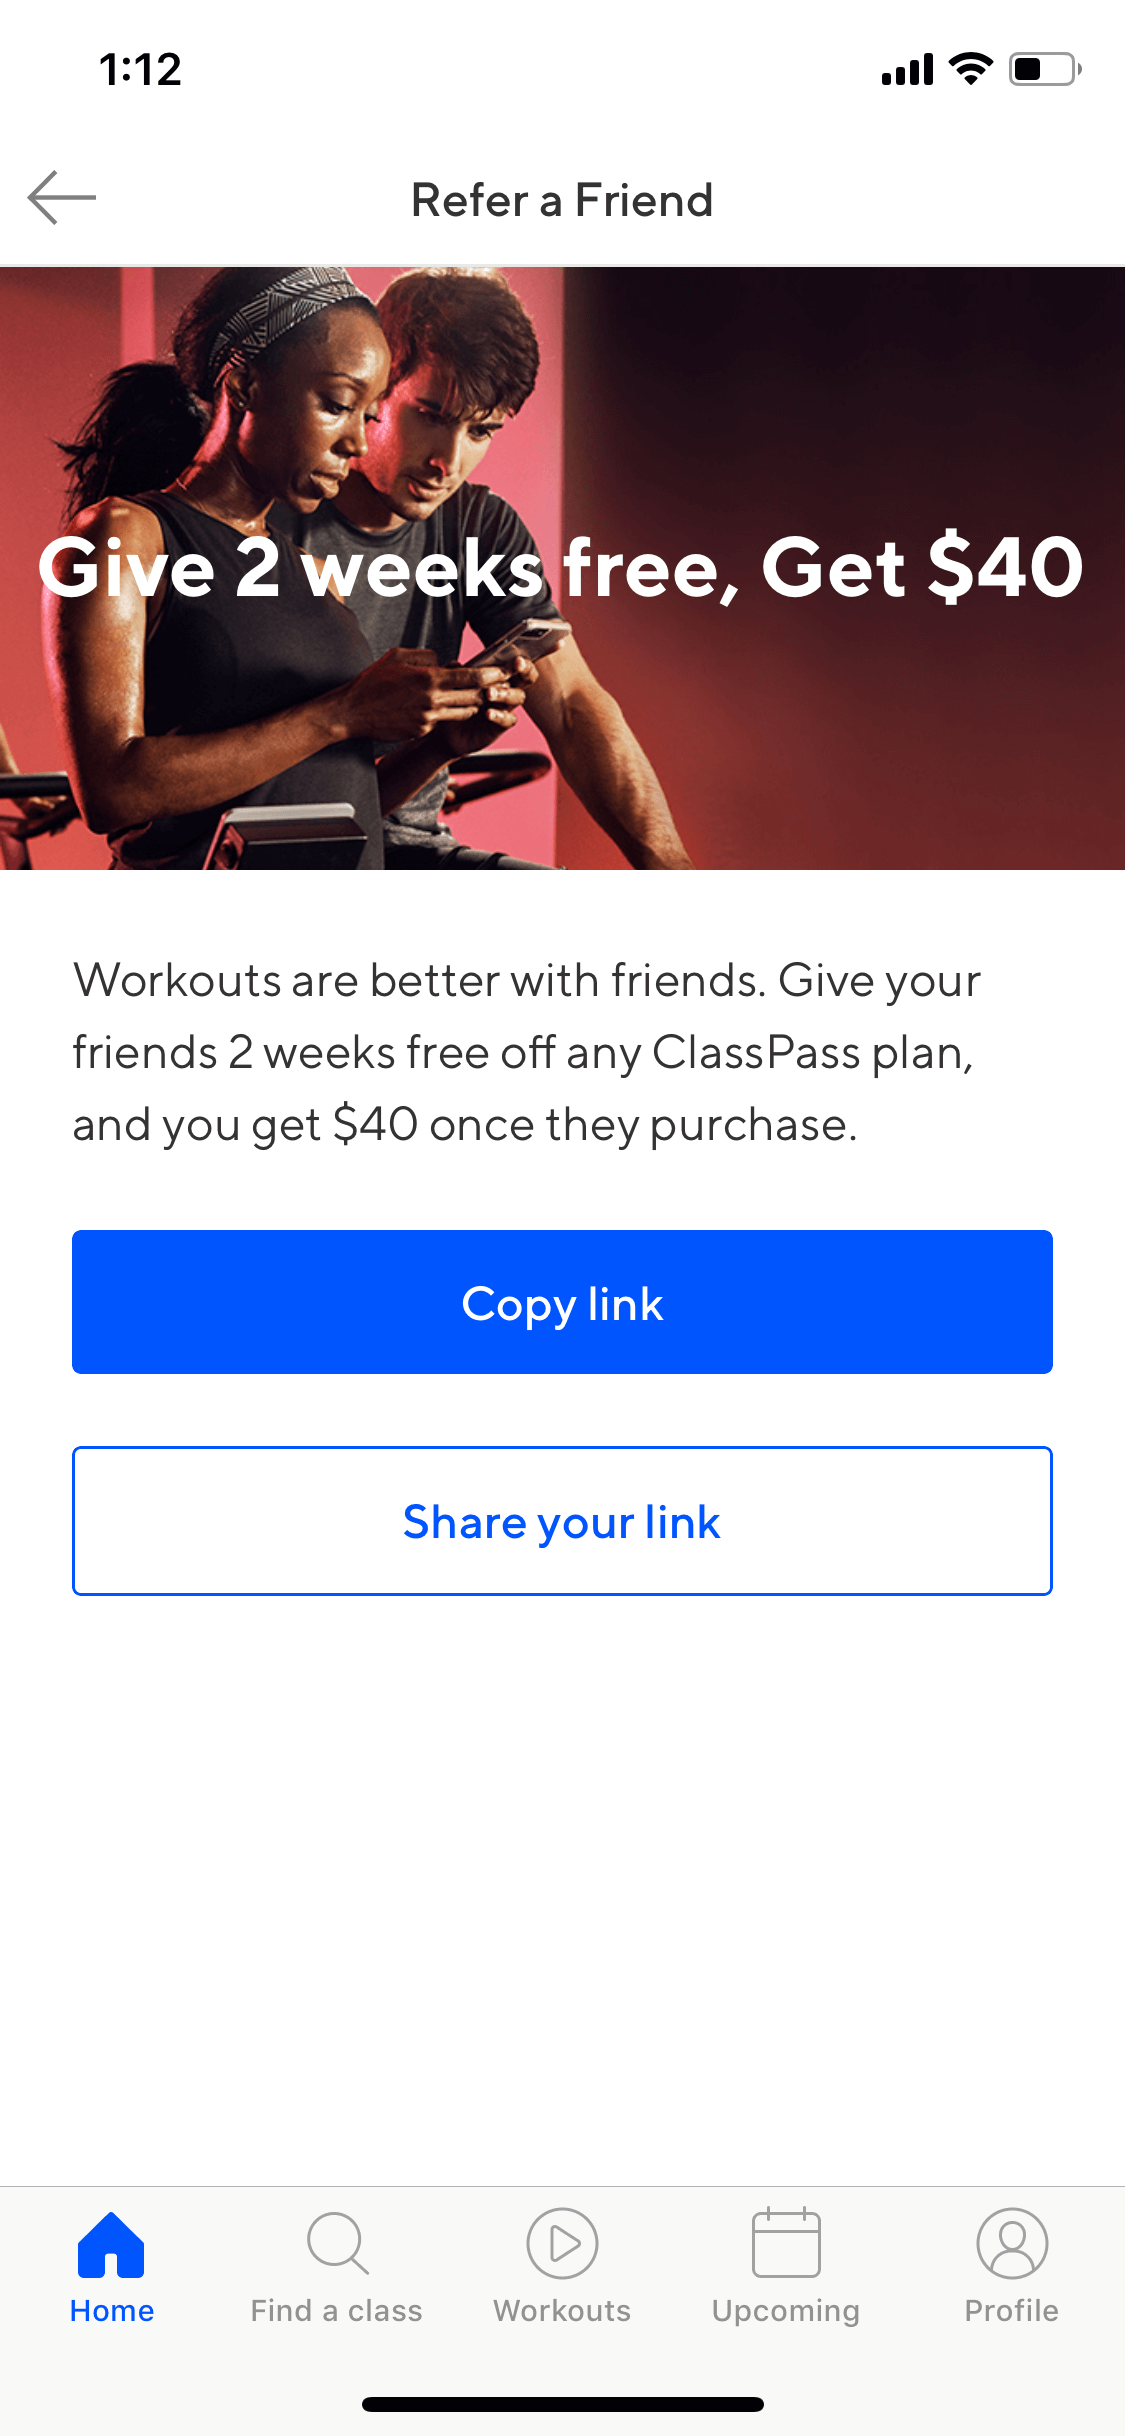 1:12
Refer a Friend
Give 2 weeks free, Get $40
Workouts are better with friends. Give your
friends 2 weeks free off any ClassPass plan,
and you get $40 once they purchase.
Copy link
Share your link
Home Find a class Workouts Upcoming Profile